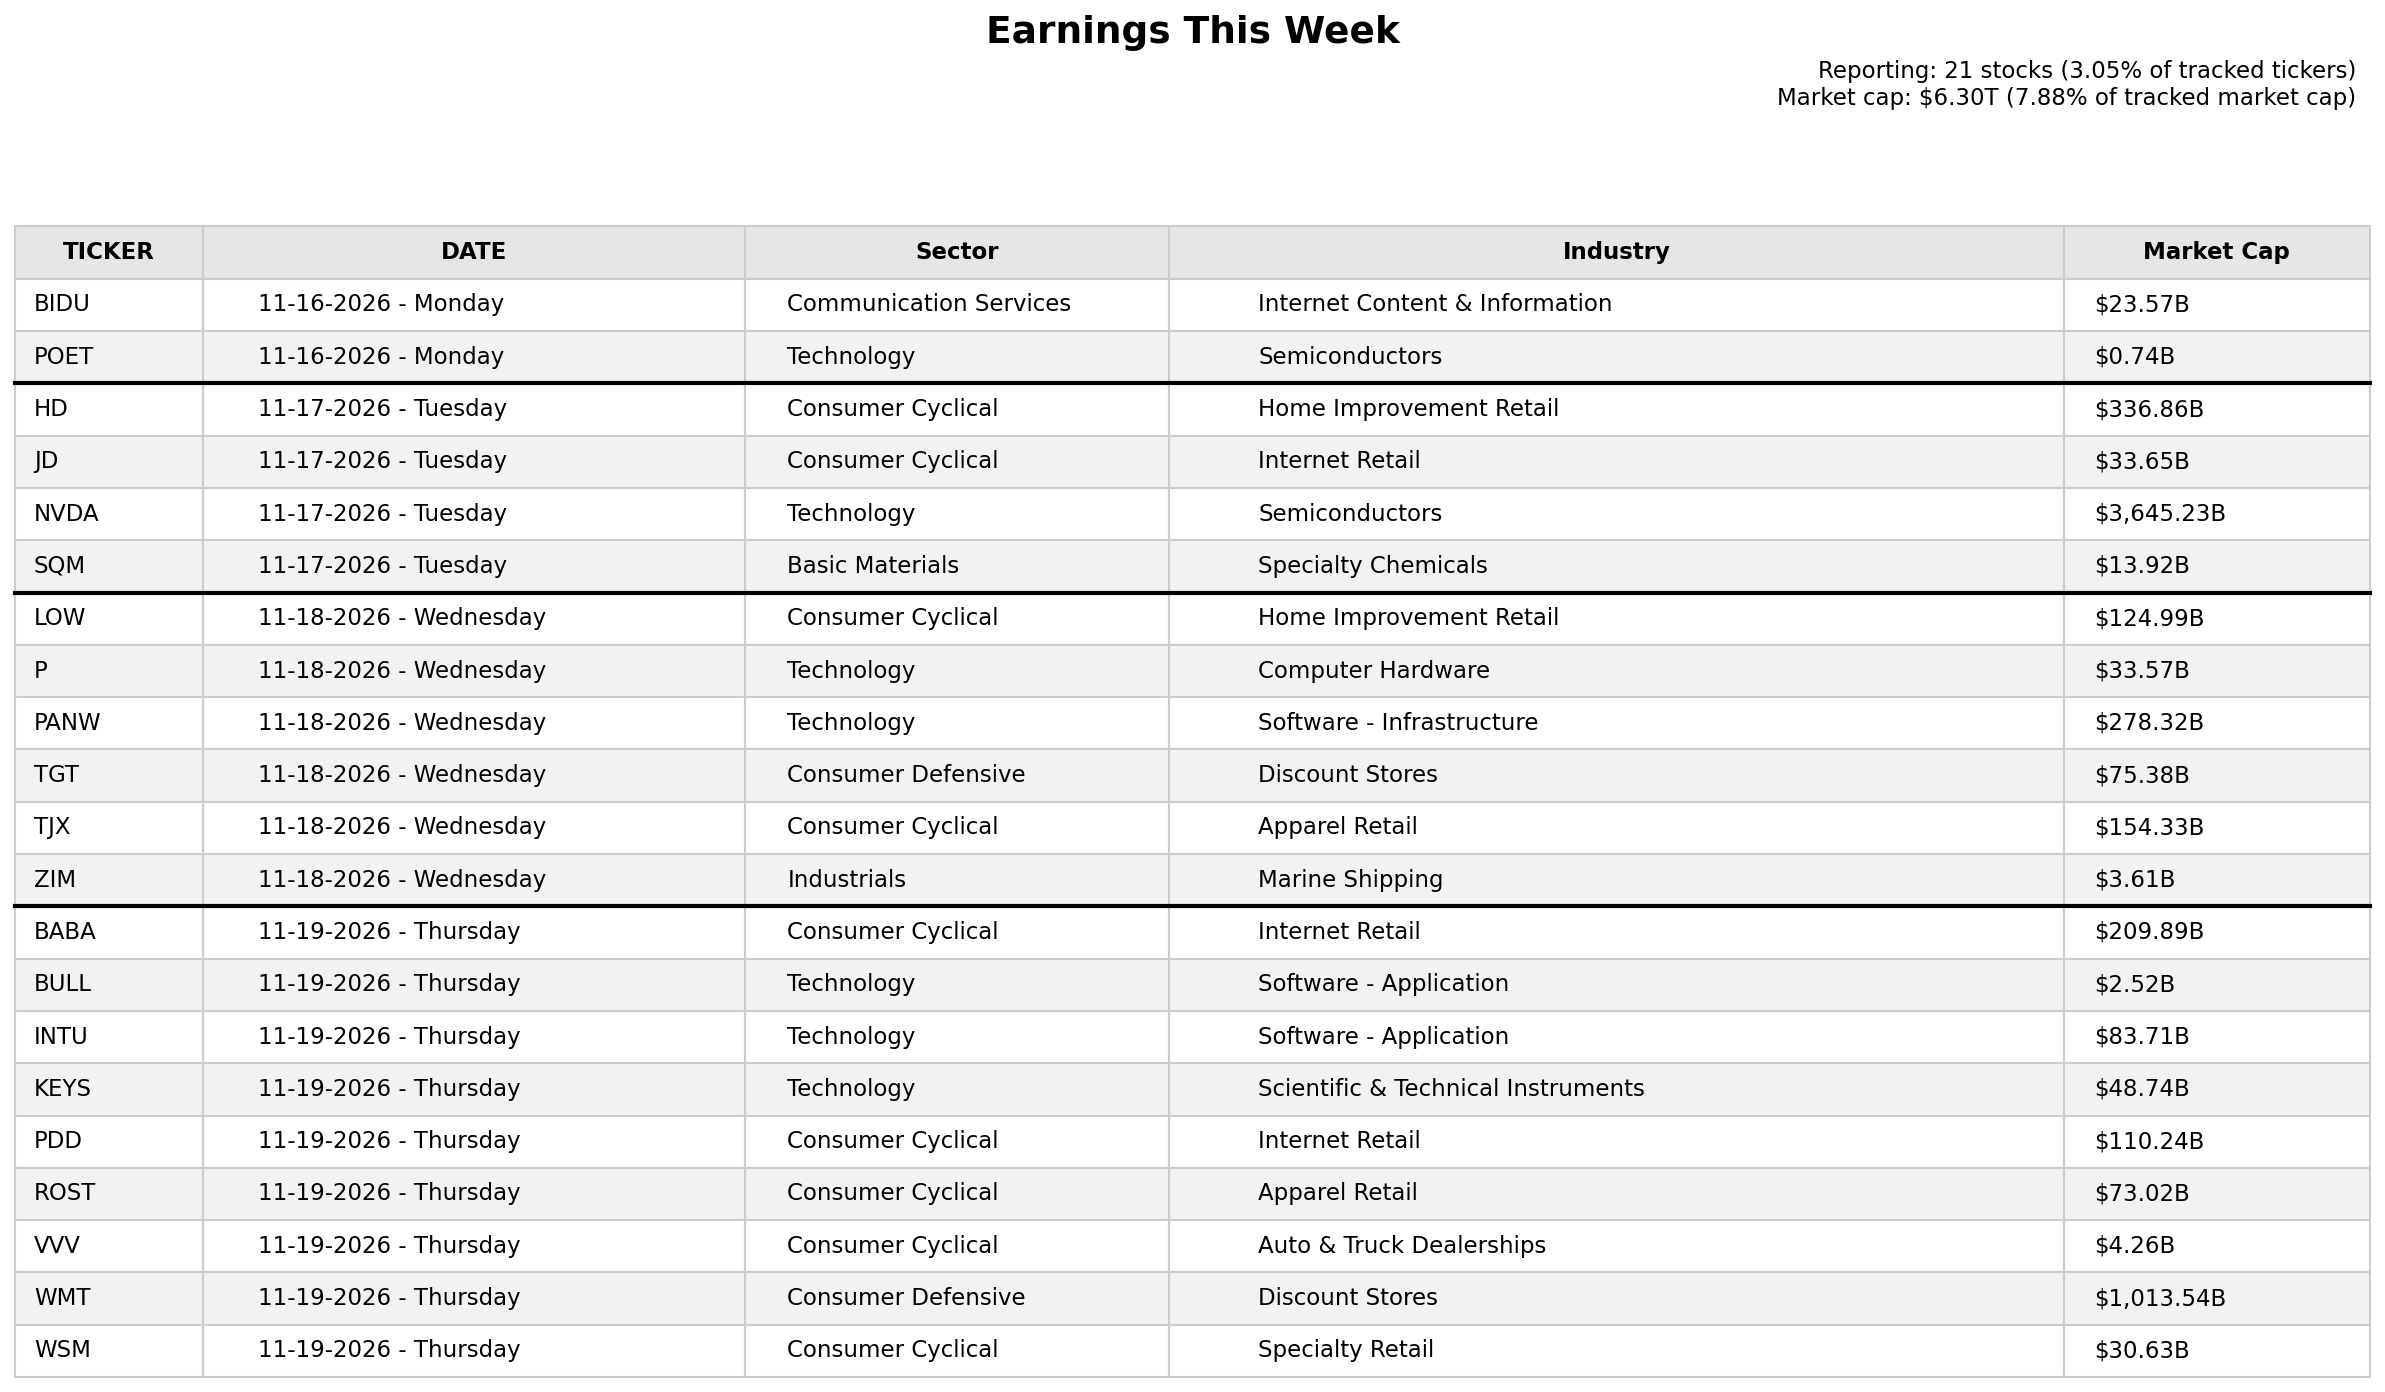 Earnings This Week
Reporting: 21 stocks (3.05% of tracked tickers)
Market cap: $6.30T (7.88% of tracked market cap)
TICKER DATE Sector Industry Market Cap
BIDU 11-16-2026 - Monday Communication Services Internet Content & Information $23.57B
POET 11-16-2026 - Monday Technology Semiconductors $0.74B
HD 11-17-2026 - Tuesday Consumer Cyclical Home Improvement Retail $336.86B
JD 11-17-2026 - Tuesday Consumer Cyclical Internet Retail $33.65B
NVDA 11-17-2026 - Tuesday Technology Semiconductors $3,645.23B
SQM 11-17-2026 - Tuesday Basic Materials Specialty Chemicals $13.92B
LOW 11-18-2026 - Wednesday Consumer Cyclical Home Improvement Retail $124.99B
P 11-18-2026 - Wednesday Technology Computer Hardware $33.57B
PANW 11-18-2026 - Wednesday Technology Software - Infrastructure $278.32B
TGT 11-18-2026 - Wednesday Consumer Defensive Discount Stores $75.38B
TJX 11-18-2026 - Wednesday Consumer Cyclical Apparel Retail $154.33B
ZIM 11-18-2026 - Wednesday Industrials Marine Shipping $3.61B
BABA 11-19-2026 - Thursday Consumer Cyclical Internet Retail $209.89B
BULL 11-19-2026 - Thursday Technology Software - Application $2.52B
INTU 11-19-2026 - Thursday Technology Software - Application $83.71B
KEYS 11-19-2026 - Thursday Technology Scientific & Technical Instruments $48.74B
PDD 11-19-2026 - Thursday Consumer Cyclical Internet Retail $110.24B
ROST 11-19-2026 - Thursday Consumer Cyclical Apparel Retail $73.02B
VVV 11-19-2026 - Thursday Consumer Cyclical Auto & Truck Dealerships $4.26B
WMT 11-19-2026 - Thursday Consumer Defensive Discount Stores $1,013.54B
WSM 11-19-2026 - Thursday Consumer Cyclical Specialty Retail $30.63B